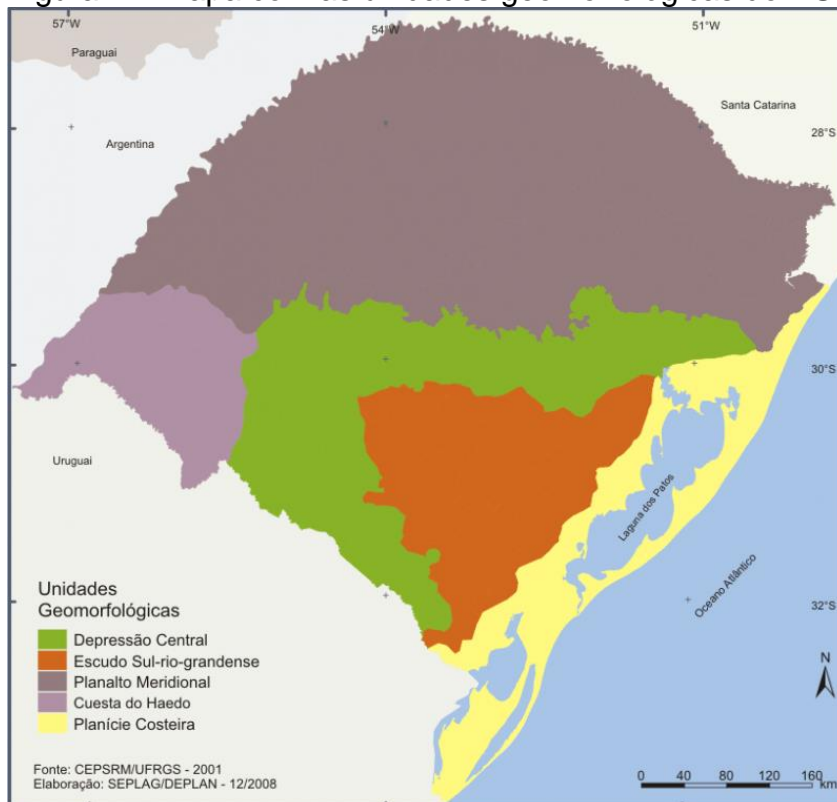 57°W
54°W
51°W
Paraguai
Santa Catarina
28°S
Argentina
30°S
Uruguai
Laguna dos Patos
Oceano Atlântico
32°S
Unidades
Geomorfológicas
Depressão Central
Escudo Sul-rio-grandense
Planalto Meridional
Cuesta do Haedo
Planície Costeira
N
Fonte: CEPSRM/UFRGS - 2001
Elaboração: SEPLAG/DEPLAN - 12/2008
0 40 80 120 160
km